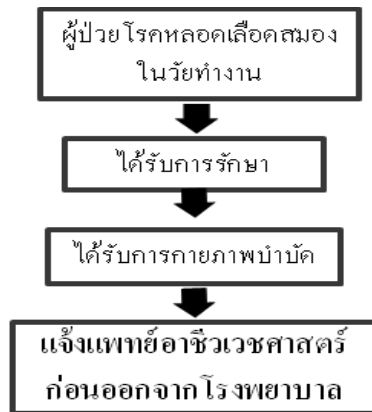 ผู้ป่วยโรคหลอดเลือดสมอง
ในวัยทำงาน
ได้รับการรักษา
ได้รับการกายภาพบำบัด
แจ้งแพทย์อาชีวเวชศาสตร์
ก่อนออกจากโรงพยาบาล